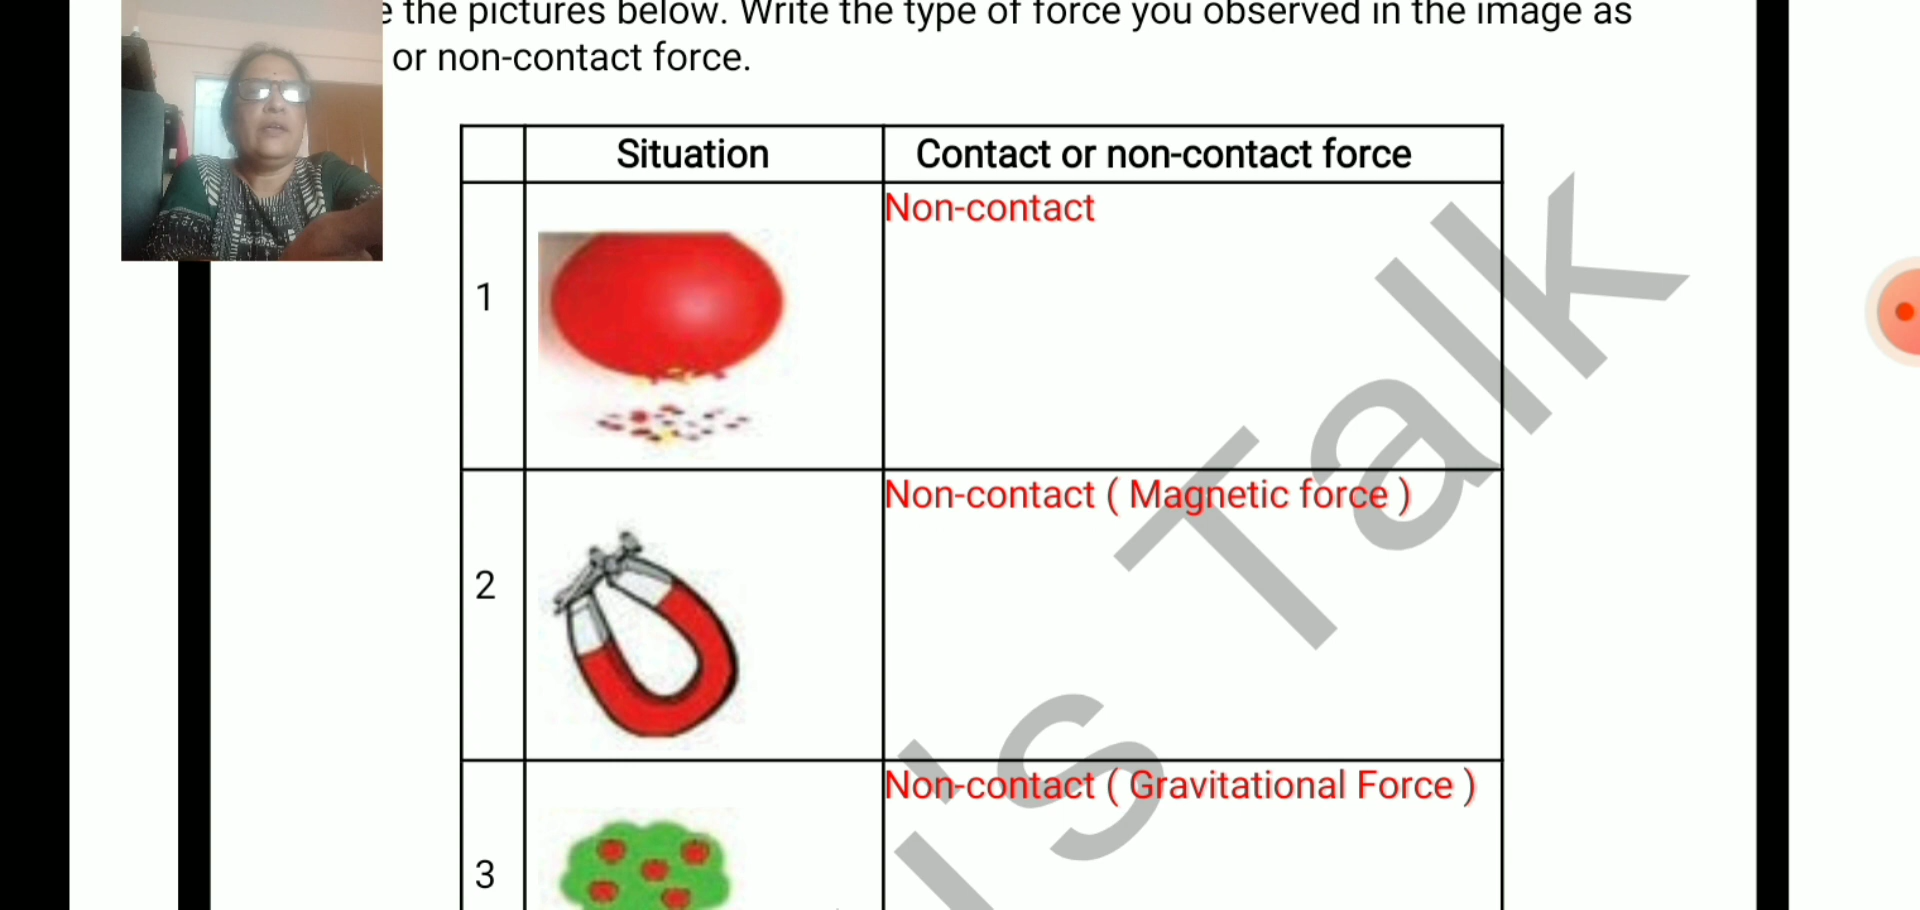 e the pictures below. Write the type of force you observed in the image as
or non-contact force.
Situation
Contact or non-contact force
1
Non-contact
2
Non-contact ( Magnetic force )
3
Non-contact ( Gravitational Force )
's Talk